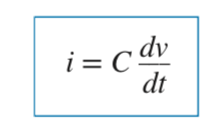 i = C dv/dt